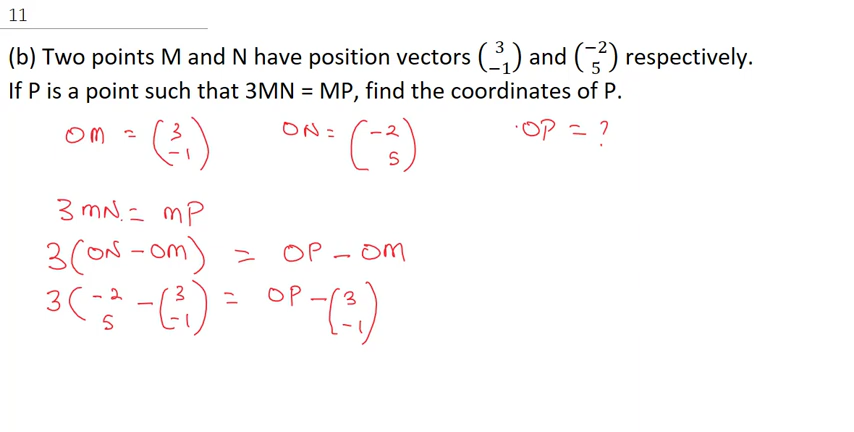 11
(b) Two points M and N have position vectors (3 -1) and (-2 5) respectively.
If P is a point such that 3MN = MP, find the coordinates of P.
OM = (3 -1) ON = (-2 5) OP = ?
3MN = MP
3(ON - OM) = OP - OM
3(-2 5 - (3 -1) = OP - (3 -1)